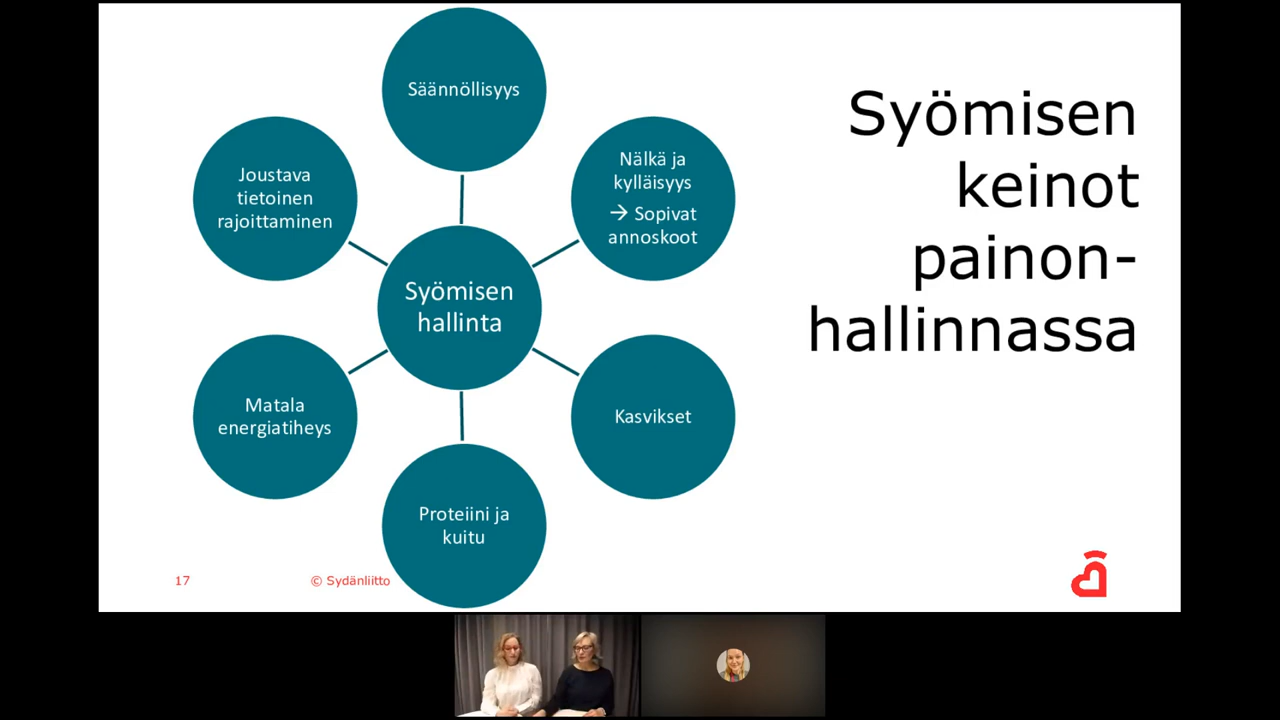 Syömisen
keinot
painon-
hallinnassa
Säännöllisyys
Nälkä ja
kylläisyys
→ Sopivat
annoskoot
Kasvikset
Proteiini ja
kuitu
Matala
energiatiheys
Joustava
tietoinen
rajoittaminen
Syömisen
hallinta
17
© Sydänliitto